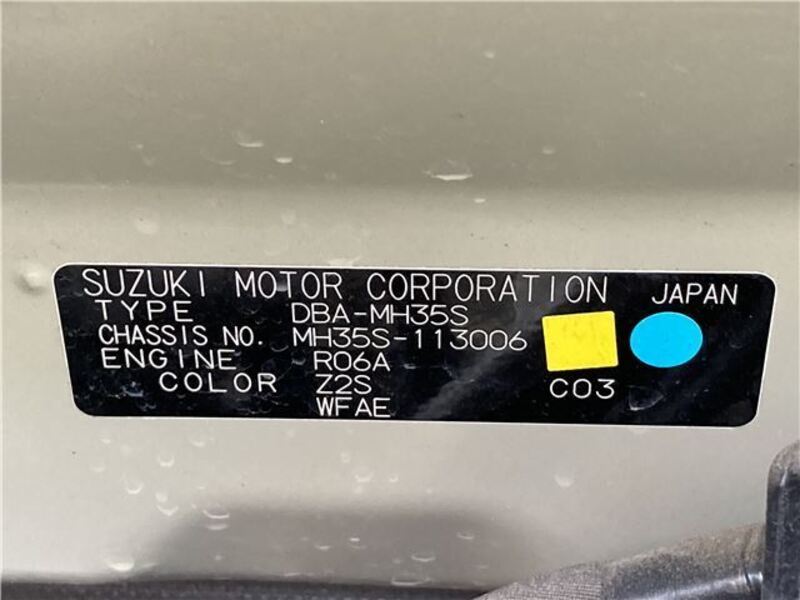 SUZUKI MOTOR CORPORATION JAPAN
TYPE DBA-MH35S
CHASSIS NO. MH35S-113006
ENGINE R06A
COLOR Z2S C03
WFAE